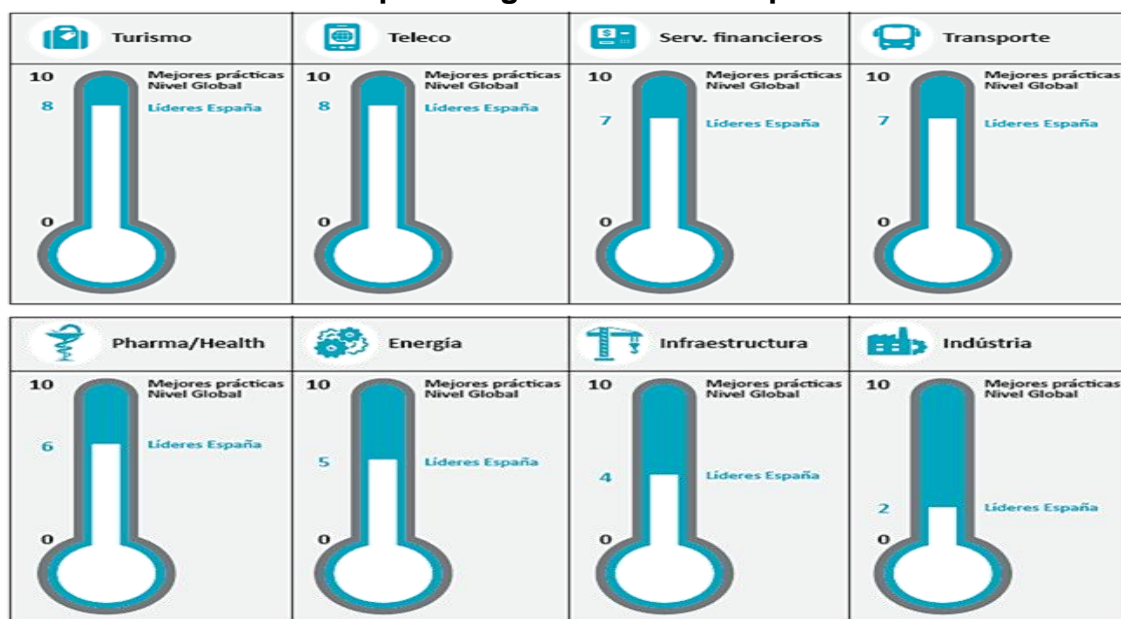 Turismo
Teleco
Serv. financieros
Transporte
10
Mejores prácticas
Nivel Global
8
Líderes España
0
10
Mejores prácticas
Nivel Global
8
Líderes España
0
10
Mejores prácticas
Nivel Global
7
Líderes España
0
10
Mejores prácticas
Nivel Global
7
Líderes España
0
Pharma/Health
Energía
Infraestructura
Indústria
10
Mejores prácticas
Nivel Global
6
Líderes España
0
10
Mejores prácticas
Nivel Global
5
Líderes España
0
10
Mejores prácticas
Nivel Global
4
Líderes España
0
10
Mejores prácticas
Nivel Global
2
Líderes España
0